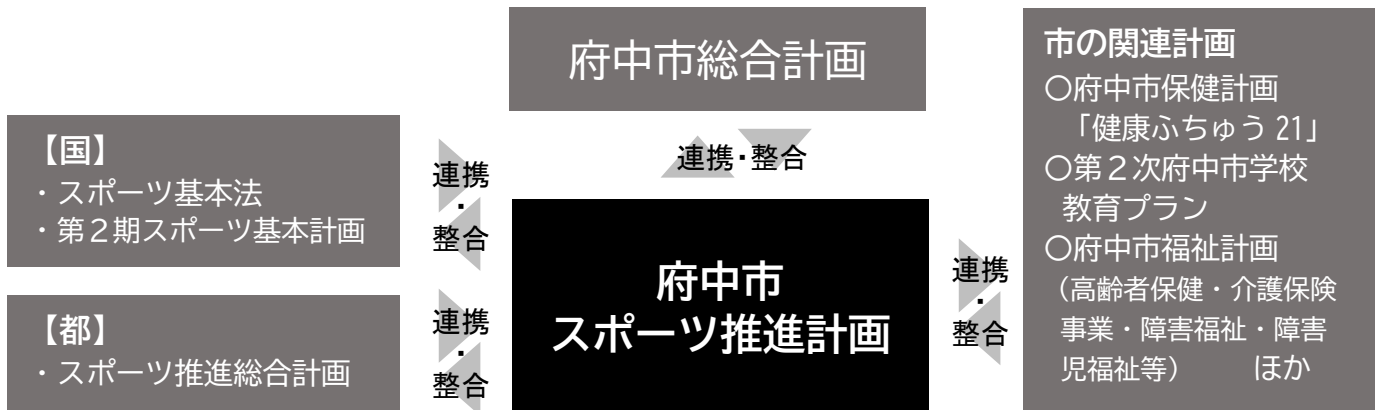 府中市総合計画
【国】
・スポーツ基本法
・第２期スポーツ基本計画
【都】
・スポーツ推進総合計画
連携
・
整合
連携
・
整合
連携・整合
府中市
スポーツ推進計画
連携
・
整合
市の関連計画
〇府中市保健計画
「健康ふちゅう 21」
〇第２次府中市学校
教育プラン
〇府中市福祉計画
（高齢者保健・介護保険
事業・障害福祉・障害
児福祉等）　　ほか